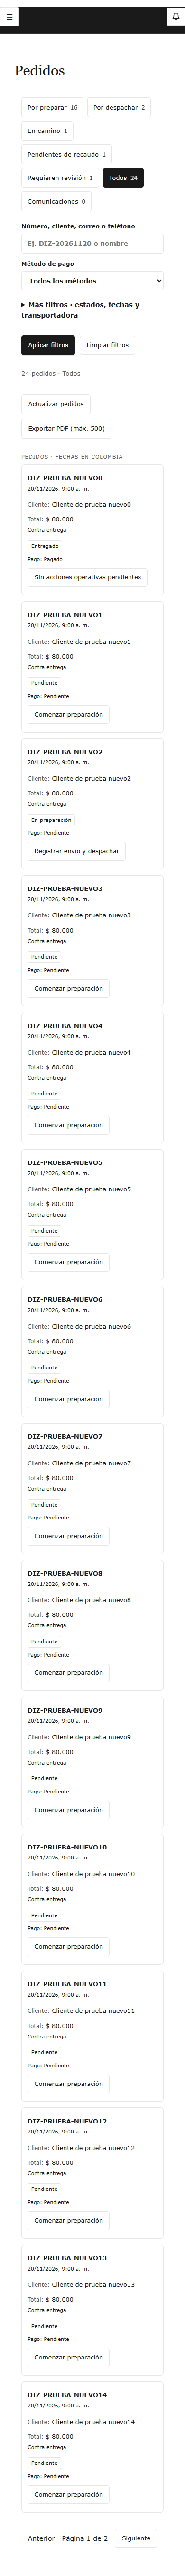 Pedidos
Por preparar 16
Por despachar 2
En camino 1
Pendientes de recaudo 1
Requieren revisión 1
Todos 24
Comunicaciones 0
Número, cliente, correo o teléfono
Ej. DIZ-20261120 o nombre
Método de pago
Todos los métodos
Más filtros · estados, fechas y
transportadora
Aplicar filtros
Limpiar filtros
24 pedidos · Todos
Actualizar pedidos
Exportar PDF (máx. 500)
PEDIDOS · FECHAS EN COLOMBIA
DIZ-PRUEBA-NUEVO0
20/11/2026, 9:00 a. m.
Cliente: Cliente de prueba nuevo0
Total: $ 80.000
Contra entrega
Entregado
Pago: Pagado
Sin acciones operativas pendientes
DIZ-PRUEBA-NUEVO1
20/11/2026, 9:00 a. m.
Cliente: Cliente de prueba nuevo1
Total: $ 80.000
Contra entrega
Pendiente
Pago: Pendiente
Comenzar preparación
DIZ-PRUEBA-NUEVO2
20/11/2026, 9:00 a. m.
Cliente: Cliente de prueba nuevo2
Total: $ 80.000
Contra entrega
En preparación
Pago: Pendiente
Registrar envío y despachar
DIZ-PRUEBA-NUEVO3
20/11/2026, 9:00 a. m.
Cliente: Cliente de prueba nuevo3
Total: $ 80.000
Contra entrega
Pendiente
Pago: Pendiente
Comenzar preparación
DIZ-PRUEBA-NUEVO4
20/11/2026, 9:00 a. m.
Cliente: Cliente de prueba nuevo4
Total: $ 80.000
Contra entrega
Pendiente
Pago: Pendiente
Comenzar preparación
DIZ-PRUEBA-NUEVO5
20/11/2026, 9:00 a. m.
Cliente: Cliente de prueba nuevo5
Total: $ 80.000
Contra entrega
Pendiente
Pago: Pendiente
Comenzar preparación
DIZ-PRUEBA-NUEVO6
20/11/2026, 9:00 a. m.
Cliente: Cliente de prueba nuevo6
Total: $ 80.000
Contra entrega
Pendiente
Pago: Pendiente
Comenzar preparación
DIZ-PRUEBA-NUEVO7
20/11/2026, 9:00 a. m.
Cliente: Cliente de prueba nuevo7
Total: $ 80.000
Contra entrega
Pendiente
Pago: Pendiente
Comenzar preparación
DIZ-PRUEBA-NUEVO8
20/11/2026, 9:00 a. m.
Cliente: Cliente de prueba nuevo8
Total: $ 80.000
Contra entrega
Pendiente
Pago: Pendiente
Comenzar preparación
DIZ-PRUEBA-NUEVO9
20/11/2026, 9:00 a. m.
Cliente: Cliente de prueba nuevo9
Total: $ 80.000
Contra entrega
Pendiente
Pago: Pendiente
Comenzar preparación
DIZ-PRUEBA-NUEVO10
20/11/2026, 9:00 a. m.
Cliente: Cliente de prueba nuevo10
Total: $ 80.000
Contra entrega
Pendiente
Pago: Pendiente
Comenzar preparación
DIZ-PRUEBA-NUEVO11
20/11/2026, 9:00 a. m.
Cliente: Cliente de prueba nuevo11
Total: $ 80.000
Contra entrega
Pendiente
Pago: Pendiente
Comenzar preparación
DIZ-PRUEBA-NUEVO12
20/11/2026, 9:00 a. m.
Cliente: Cliente de prueba nuevo12
Total: $ 80.000
Contra entrega
Pendiente
Pago: Pendiente
Comenzar preparación
DIZ-PRUEBA-NUEVO13
20/11/2026, 9:00 a. m.
Cliente: Cliente de prueba nuevo13
Total: $ 80.000
Contra entrega
Pendiente
Pago: Pendiente
Comenzar preparación
DIZ-PRUEBA-NUEVO14
20/11/2026, 9:00 a. m.
Cliente: Cliente de prueba nuevo14
Total: $ 80.000
Contra entrega
Pendiente
Pago: Pendiente
Comenzar preparación
Anterior Página 1 de 2 Siguiente